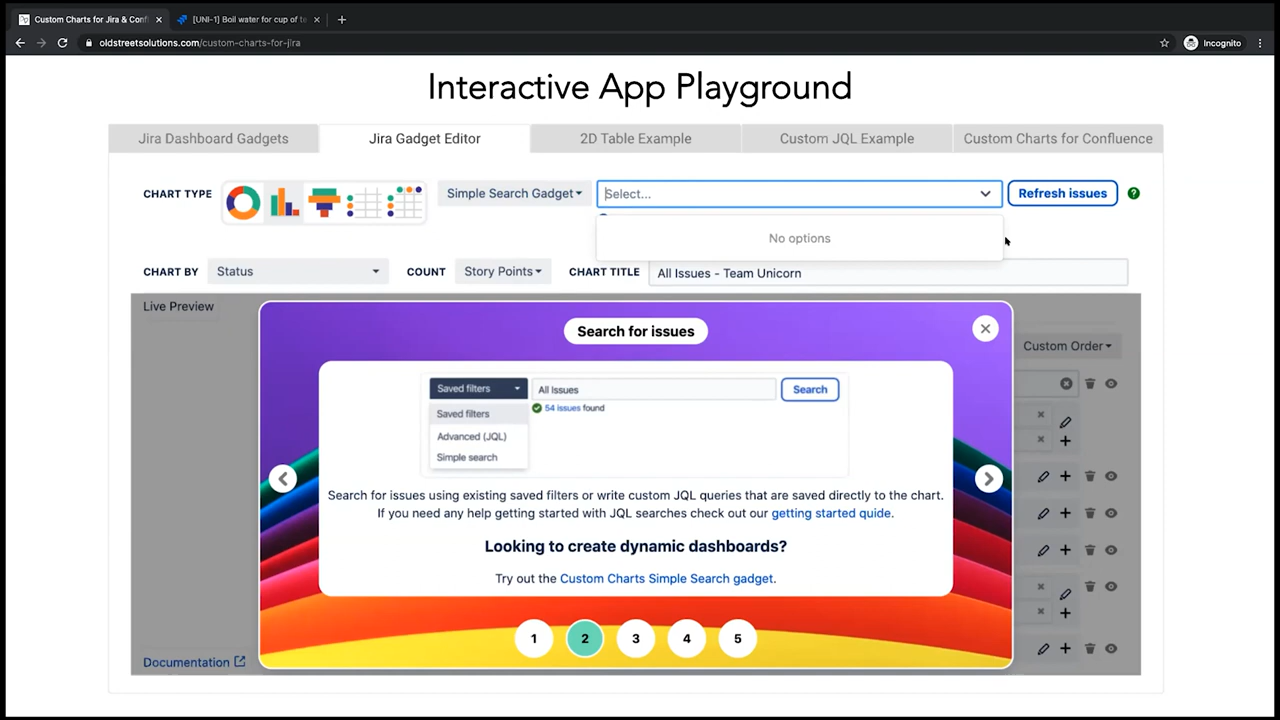 Custom Charts for Jira & Conf
[UNI-1] Boil water for cup of te
oldstreetsolutions.com/custom-charts-for-jira
Incognito
Interactive App Playground
Jira Dashboard Gadgets
Jira Gadget Editor
2D Table Example
Custom JQL Example
Custom Charts for Confluence
CHART TYPE
Simple Search Gadget
Select...
Refresh issues
No options
CHART BY
Status
COUNT
Story Points
CHART TITLE
All Issues - Team Unicorn
Live Preview
Custom Order
Search for issues
Saved filters
All Issues
Search
Saved filters
54 issues found
Advanced (JQL)
Simple search
Search for issues using existing saved filters or write custom JQL queries that are saved directly to the chart.
If you need any help getting started with JQL searches check out our getting started guide.
Looking to create dynamic dashboards?
Try out the Custom Charts Simple Search gadget.
1 2 3 4 5
Documentation